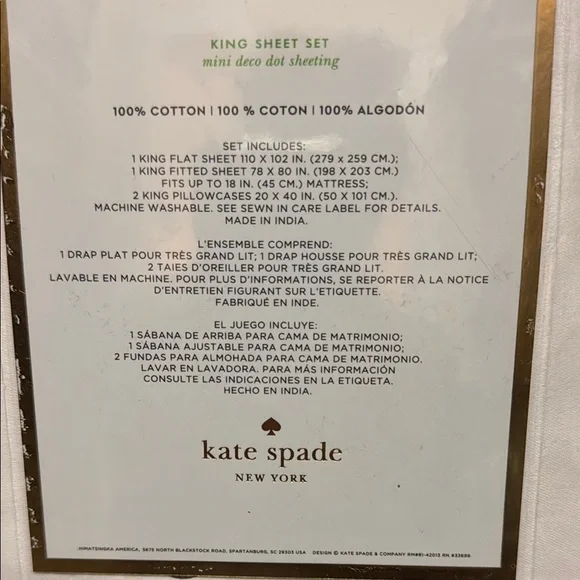 KING SHEET SET
mini deco dot sheeting
100% COTTON | 100 % COTON | 100% ALGODÓN
SET INCLUDES:
1 KING FLAT SHEET 110 X 102 IN. (279 x 259 CM.);
1 KING FITTED SHEET 78 X 80 IN. (198 X 203 CM.)
FITS UP TO 18 IN. (45 CM.) MATTRESS;
2 KING PILLOWCASES 20 X 40 IN. (50 X 101 CM.).
MACHINE WASHABLE. SEE SEWN IN CARE LABEL FOR DETAILS.
MADE IN INDIA.
L'ENSEMBLE COMPREND:
1 DRAP PLAT POUR TRÈS GRAND LIT; 1 DRAP HOUSSE POUR TRÈS GRAND LIT;
2 TAIES D'OREILLER POUR TRÈS GRAND LIT.
LAVABLE EN MACHINE. POUR PLUS D'INFORMATIONS, SE REPORTER À LA NOTICE
D'ENTRETIEN FIGURANT SUR L'ETIQUETTE.
FABRIQUÉ EN INDE.
EL JUEGO INCLUYE:
1 SÁBANA DE ARRIBA PARA CAMA DE MATRIMONIO;
1 SÁBANA AJUSTABLE PARA CAMA DE MATRIMONIO;
2 FUNDAS PARA ALMOHADA PARA CAMA DE MATRIMONIO.
LAVAR EN LAVADORA. PARA MÁS INFORMACIÓN
CONSULTE LAS INDICACIONES EN LA ETIQUETA.
HECHO EN INDIA.
kate spade
NEW YORK
HIMATSINGKA AMERICA, 3875 NORTH BLACKSTOCK ROAD, SPARTANBURG, SC 29303 USA DESIGN © KATE SPADE & COMPANY RM#81-42013 RN #33696